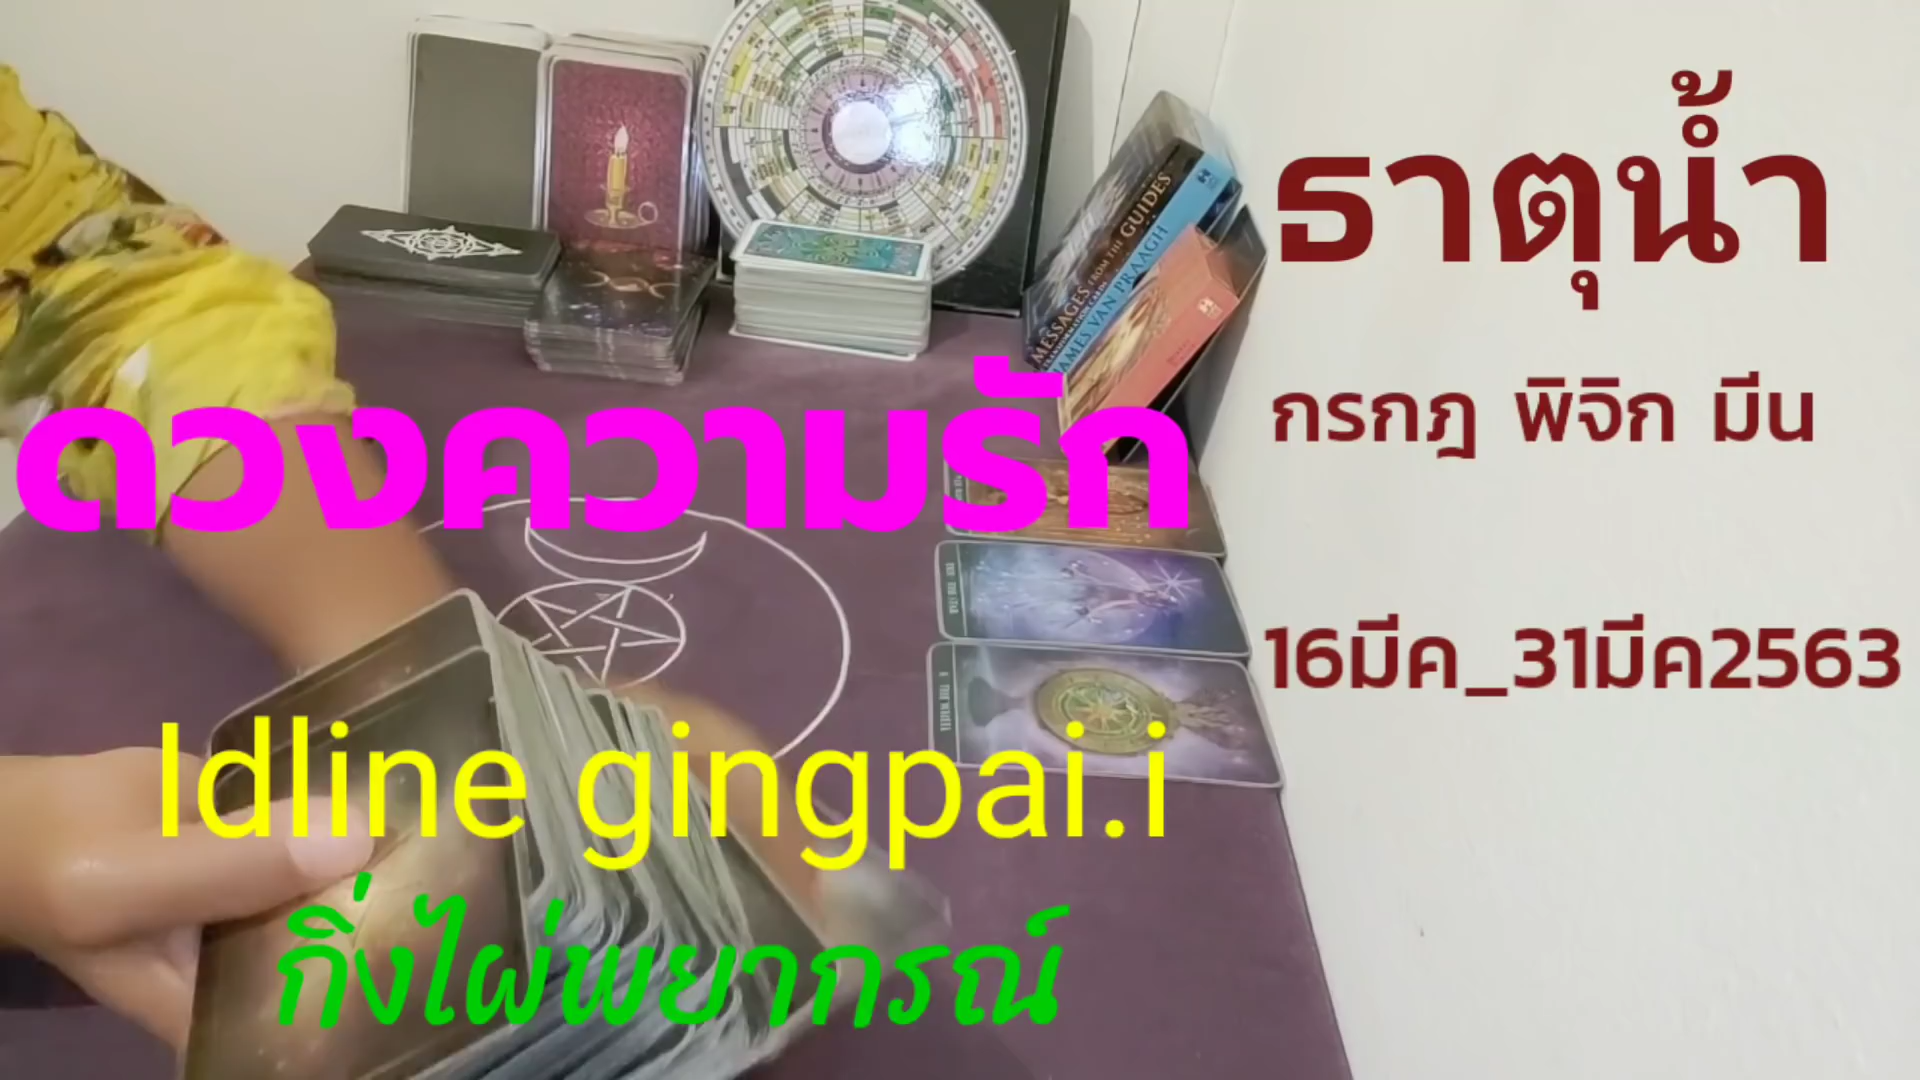 ธาตุน้ำ
กรกฎ พิจิก มีน
16มีค_31มีค2563
ดวงความรัก
Idline gingpai.i
กิ่งไผ่พยากรณ์
MESSAGES FROM THE GUIDES
TRANSFORMATION CARDS
JAMES VAN PRAAGH